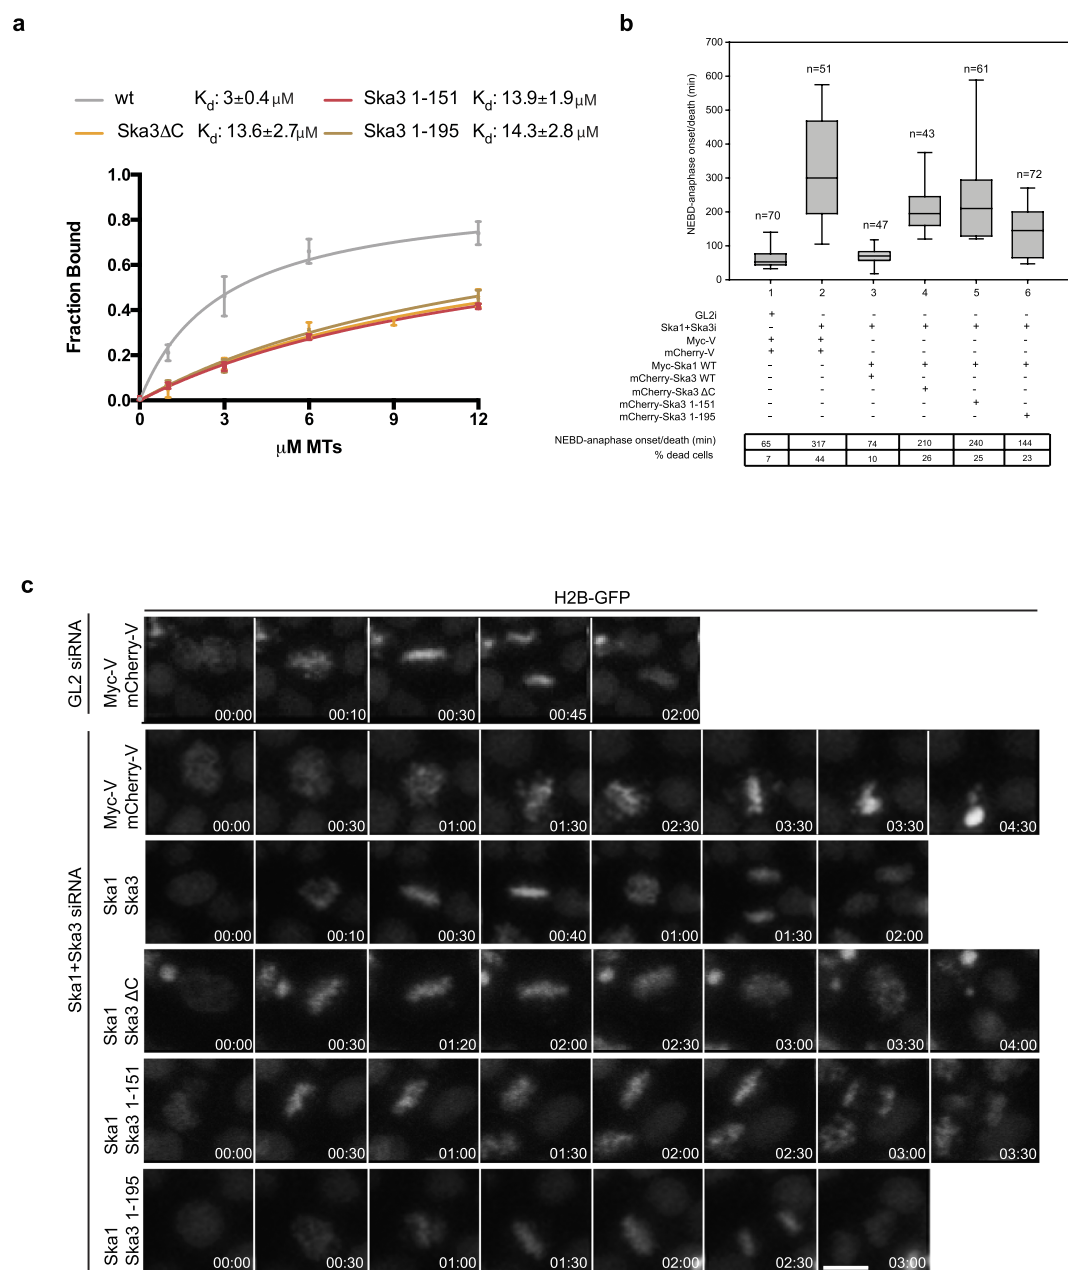 a
wt K_d: 3±0.4 μM
Ska3 1-151 K_d: 13.9±1.9 μM
Ska3ΔC K_d: 13.6±2.7μM
Ska3 1-195 K_d: 14.3±2.8 μM
1.0
0.8
0.6
0.4
0.2
0.0
Fraction Bound
0 3 6 9 12
μM MTs
b
NEBD-anaphase onset/death (min)
700
600
500
400
300
200
100
0
n=70
n=51
n=47
n=43
n=61
n=72
1 2 3 4 5 6
GL2i + - - - - -
Ska1+Ska3i - + + + + +
Myc-V + + - - - -
mCherry-V + + - - - -
Myc-Ska1 WT - - + + + +
mCherry-Ska3 WT - - + - - -
mCherry-Ska3 ΔC - - - + - -
mCherry-Ska3 1-151 - - - - + -
mCherry-Ska3 1-195 - - - - - +
NEBD-anaphase onset/death (min) 65 317 74 210 240 144
% dead cells 7 44 10 26 25 23
c
H2B-GFP
GL2 siRNA
Myc-V
mCherry-V
00:00 00:10 00:30 00:45 02:00
Ska1+Ska3 siRNA
Myc-V
mCherry-V
00:00 00:30 01:00 01:30 02:30 03:30 03:30 04:30
Ska1
Ska3
00:00 00:10 00:30 00:40 01:00 01:30 02:00
Ska1
Ska3 ΔC
00:00 00:30 01:20 02:00 02:30 03:00 03:30 04:00
Ska1
Ska3 1-151
00:00 00:30 01:00 01:30 02:00 02:30 03:00 03:30
Ska1
Ska3 1-195
00:00 00:30 01:00 01:30 02:00 02:30 03:00